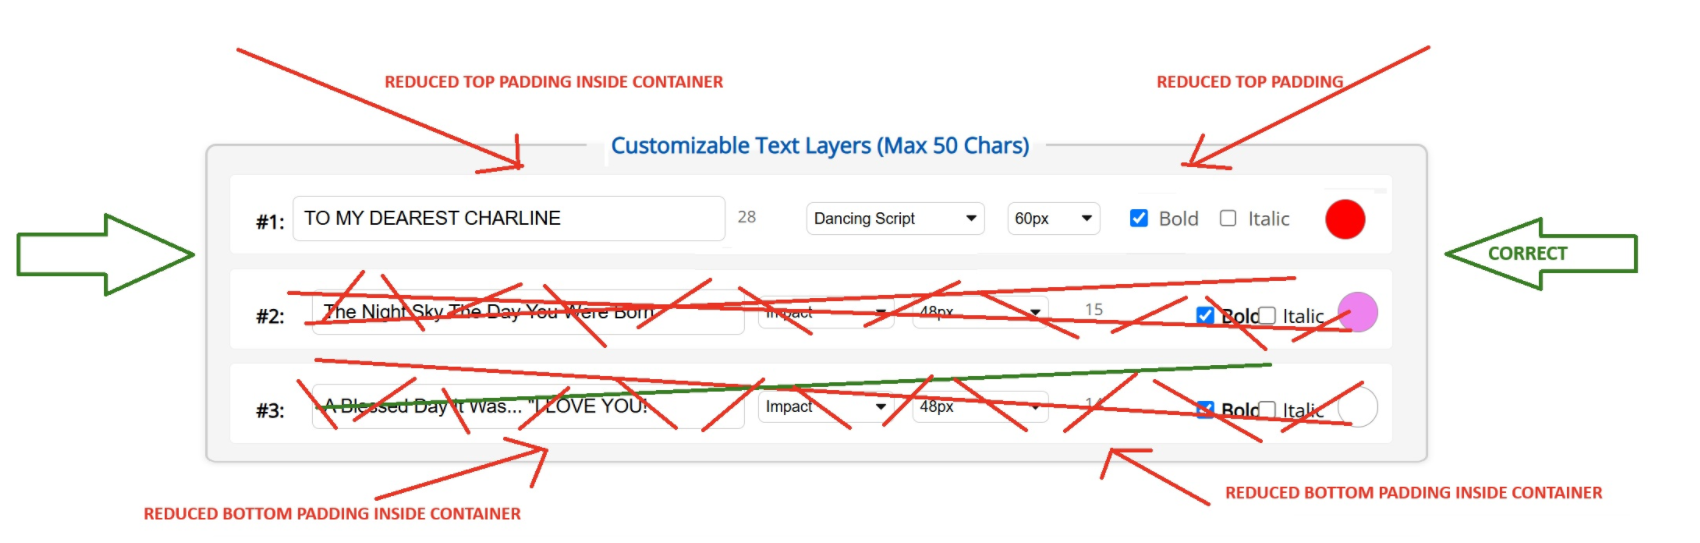 REDUCED TOP PADDING INSIDE CONTAINER
REDUCED TOP PADDING
Customizable Text Layers (Max 50 Chars)
#1: TO MY DEAREST CHARLINE 28 Dancing Script 60px Bold Italic
CORRECT
#2: The Night Sky The Day You Were Born Impact 48px 15 Bold Italic
#3: A Blessed Day It Was... "I LOVE YOU! Impact 48px 14 Bold Italic
REDUCED BOTTOM PADDING INSIDE CONTAINER
REDUCED BOTTOM PADDING INSIDE CONTAINER